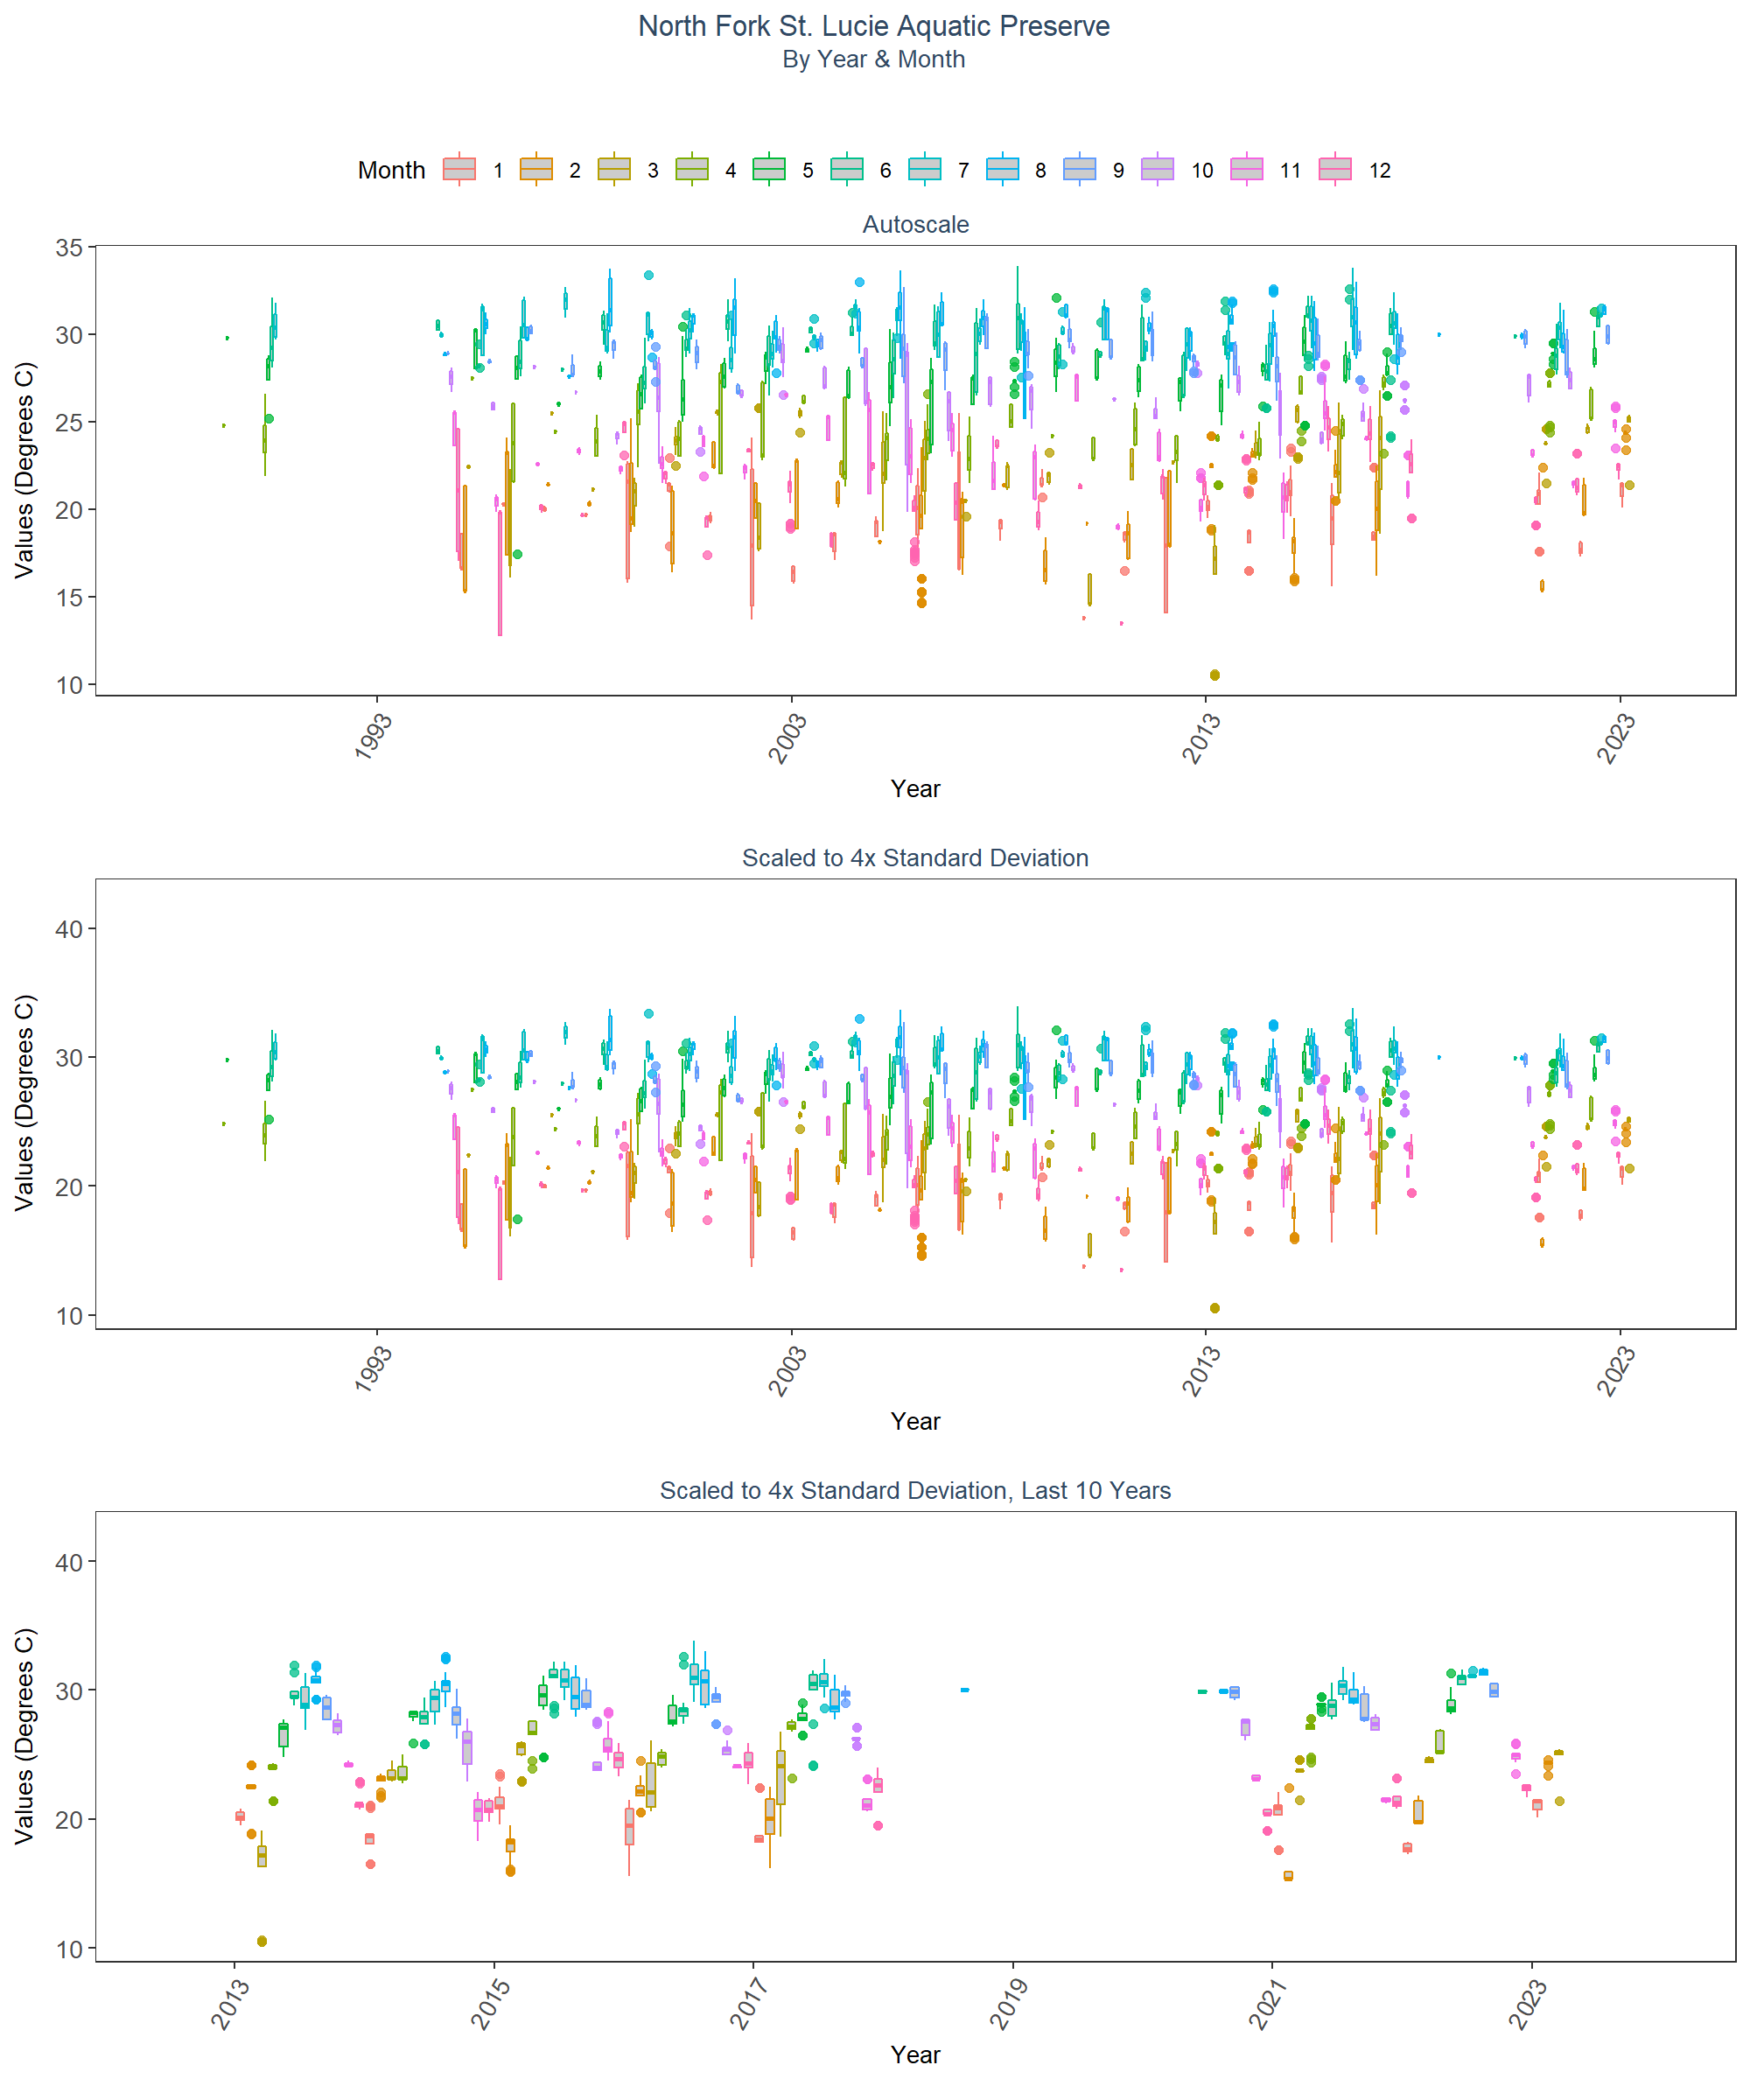 North Fork St. Lucie Aquatic Preserve
By Year & Month
Month 1 2 3 4 5 6 7 8 9 10 11 12
Autoscale
Values (Degrees C)
35
30
25
20
15
10
1993 2003 2013 2023
Year
Scaled to 4x Standard Deviation
Values (Degrees C)
40
30
20
10
1993 2003 2013 2023
Year
Scaled to 4x Standard Deviation, Last 10 Years
Values (Degrees C)
40
30
20
10
2013 2015 2017 2019 2021 2023
Year